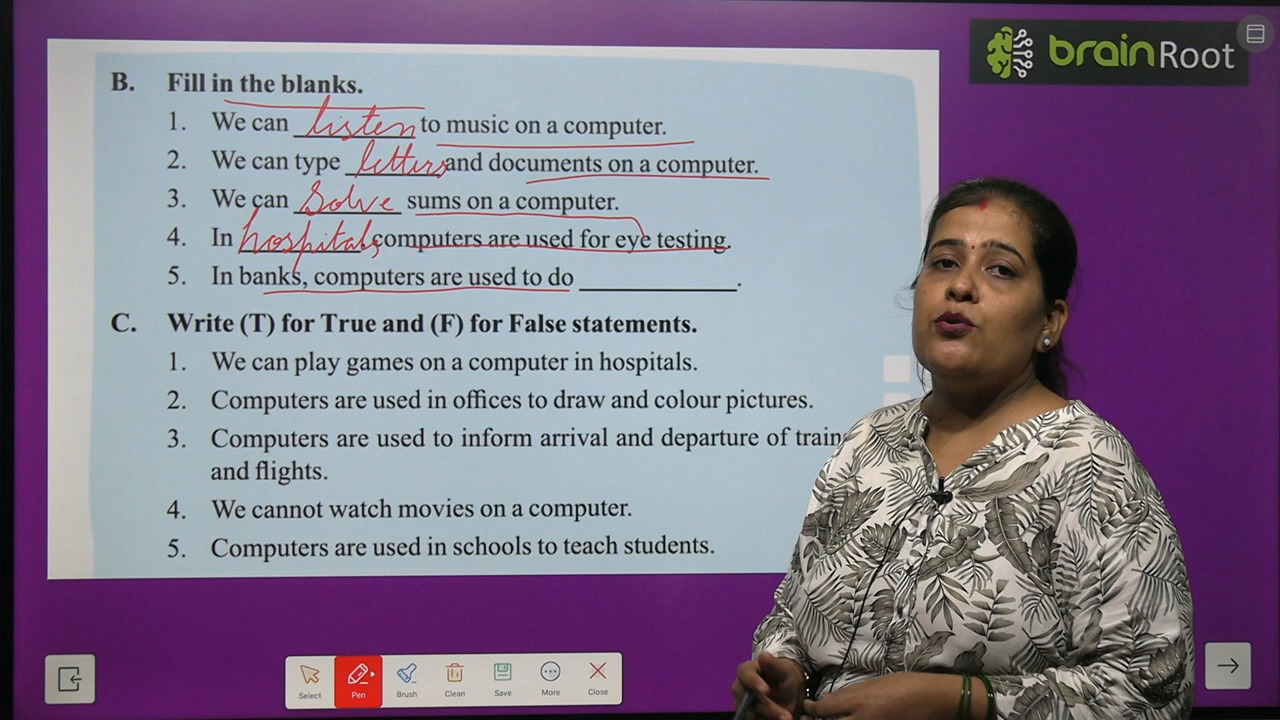 brainRoot
B. Fill in the blanks.
1. We can listen to music on a computer.
2. We can type letters and documents on a computer.
3. We can Solve sums on a computer.
4. In hospitals, computers are used for eye testing.
5. In banks, computers are used to do ____________.
C. Write (T) for True and (F) for False statements.
1. We can play games on a computer in hospitals.
2. Computers are used in offices to draw and colour pictures.
3. Computers are used to inform arrival and departure of train
and flights.
4. We cannot watch movies on a computer.
5. Computers are used in schools to teach students.
Select Pen Brush Clean Save More Close